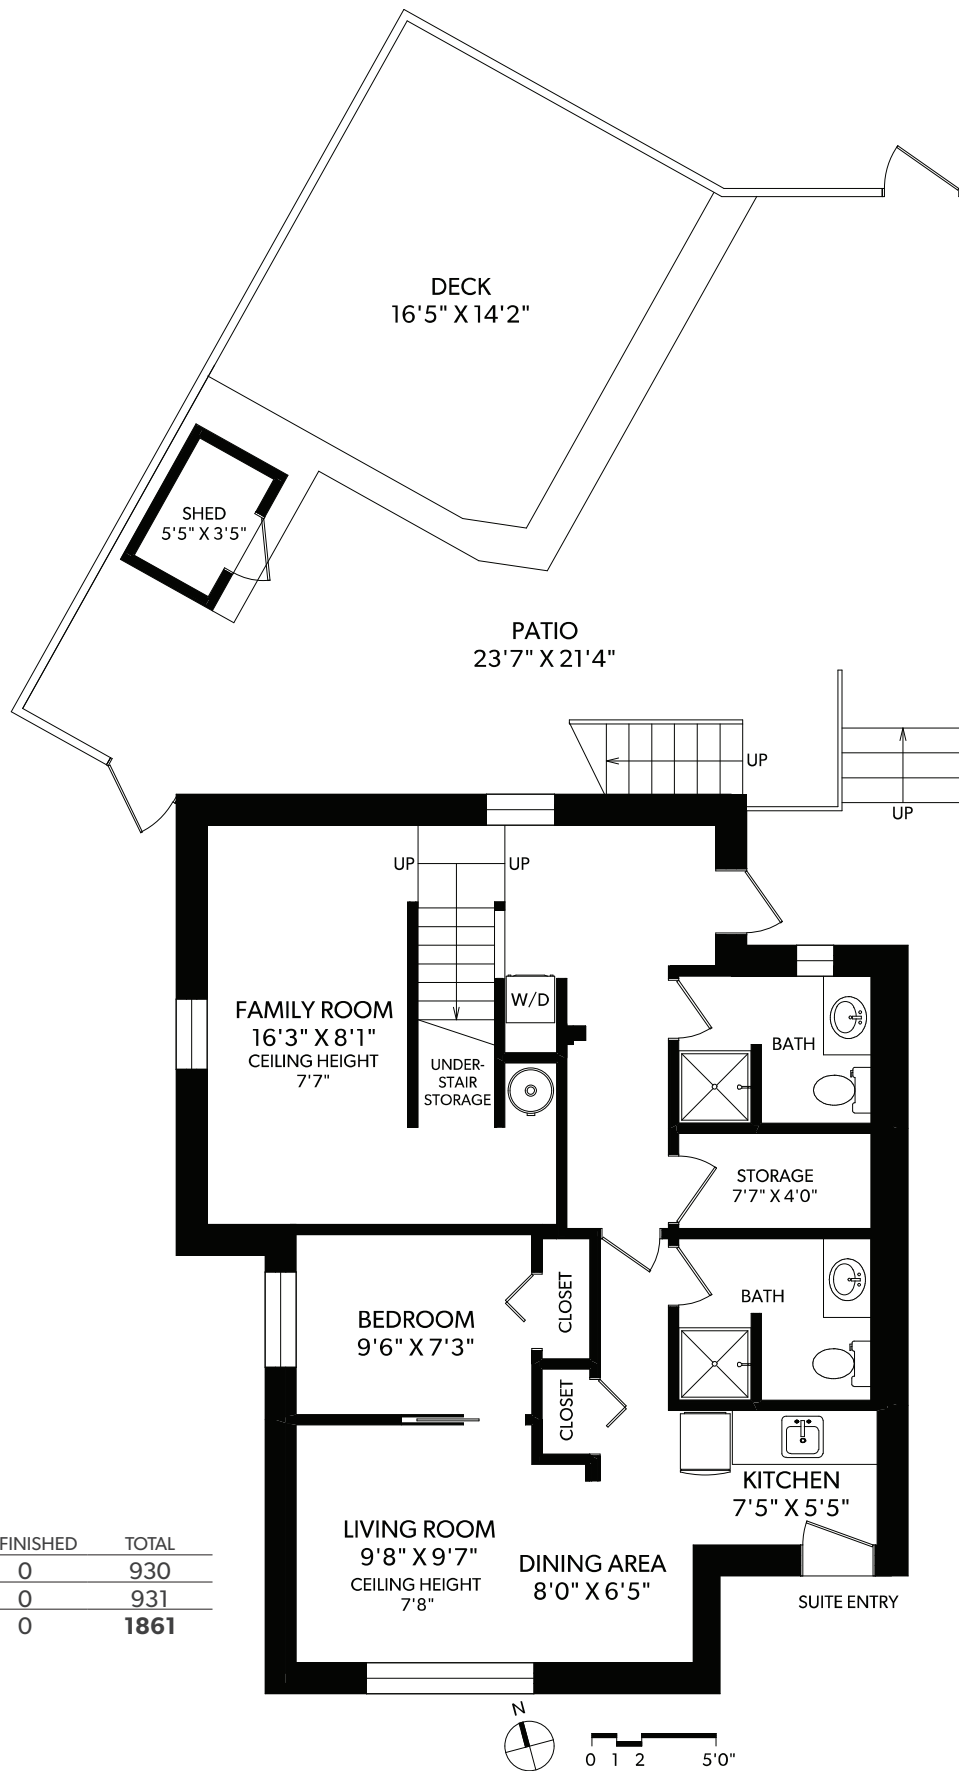 DECK
16'5" X 14'2"
SHED
5'5" X 3'5"
PATIO
23'7" X 21'4"
UP
UP
UP
UP
W/D
FAMILY ROOM
16'3" X 8'1"
CEILING HEIGHT
7'7"
UNDER-
STAIR
STORAGE
BATH
STORAGE
7'7" X 4'0"
BATH
CLOSET
BEDROOM
9'6" X 7'3"
CLOSET
KITCHEN
7'5" X 5'5"
LIVING ROOM
9'8" X 9'7"
CEILING HEIGHT
7'8"
DINING AREA
8'0" X 6'5"
SUITE ENTRY
FINISHED TOTAL
0 930
0 931
0 1861
N
0 1 2 5'0"